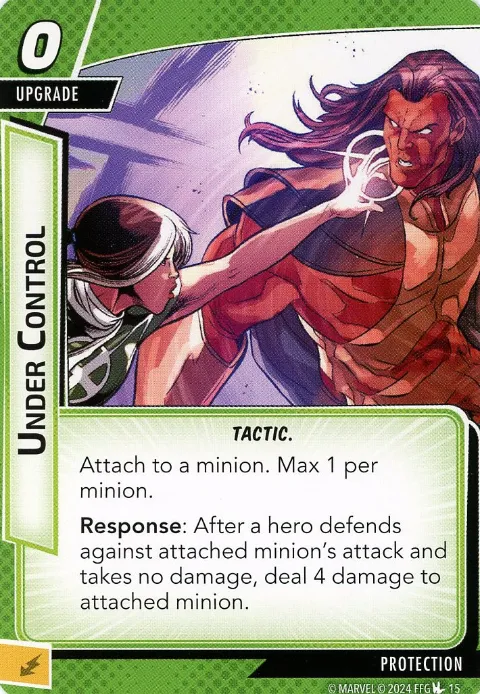 0
UPGRADE
UNDER CONTROL
TACTIC.
Attach to a minion. Max 1 per
minion.
Response: After a hero defends
against attached minion's attack and
takes no damage, deal 4 damage to
attached minion.
PROTECTION
© MARVEL © 2024 FFG 15